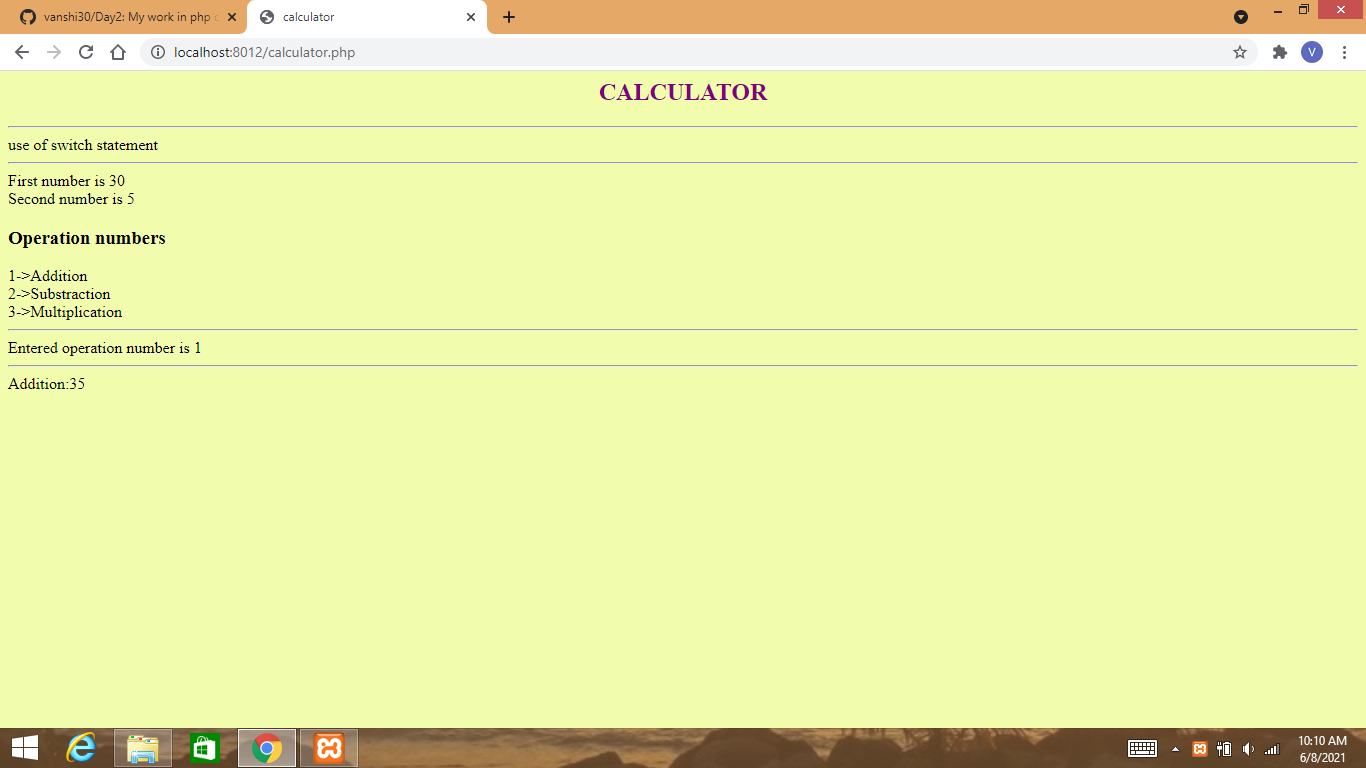 vanshi30/Day2: My work in php
calculator
localhost:8012/calculator.php
V
CALCULATOR
use of switch statement
First number is 30
Second number is 5
Operation numbers
1->Addition
2->Substraction
3->Multiplication
Entered operation number is 1
Addition:35
10:10 AM
6/8/2021